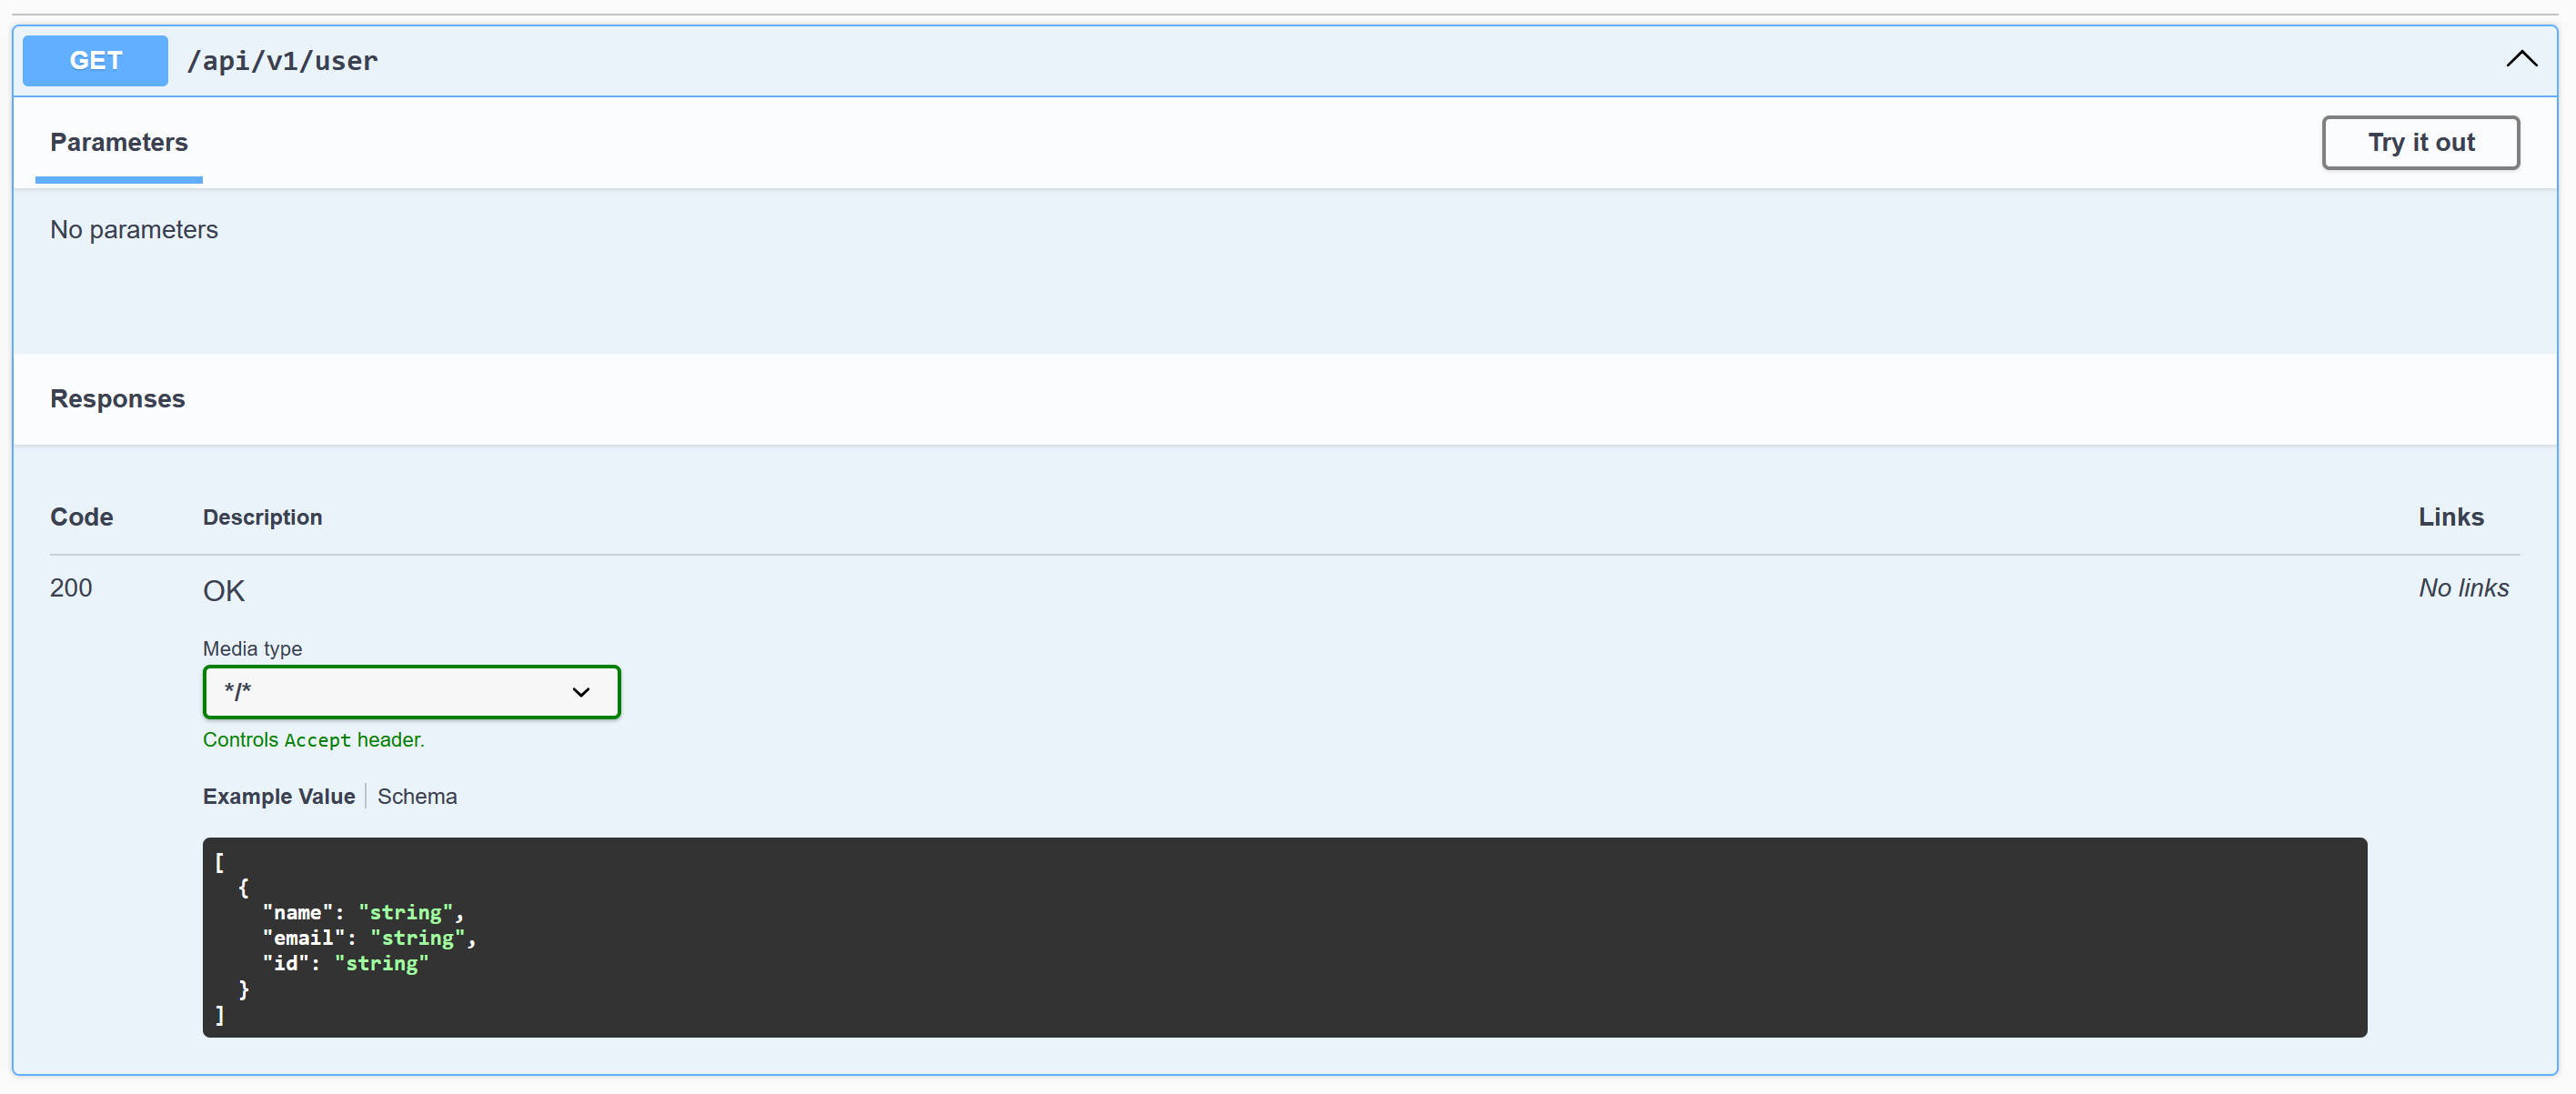 GET /api/v1/user
Parameters
Try it out
No parameters
Responses
Code Description Links
200 OK No links
Media type
*/*
Controls Accept header.
Example Value Schema
[
  {
    "name": "string",
    "email": "string",
    "id": "string"
  }
]